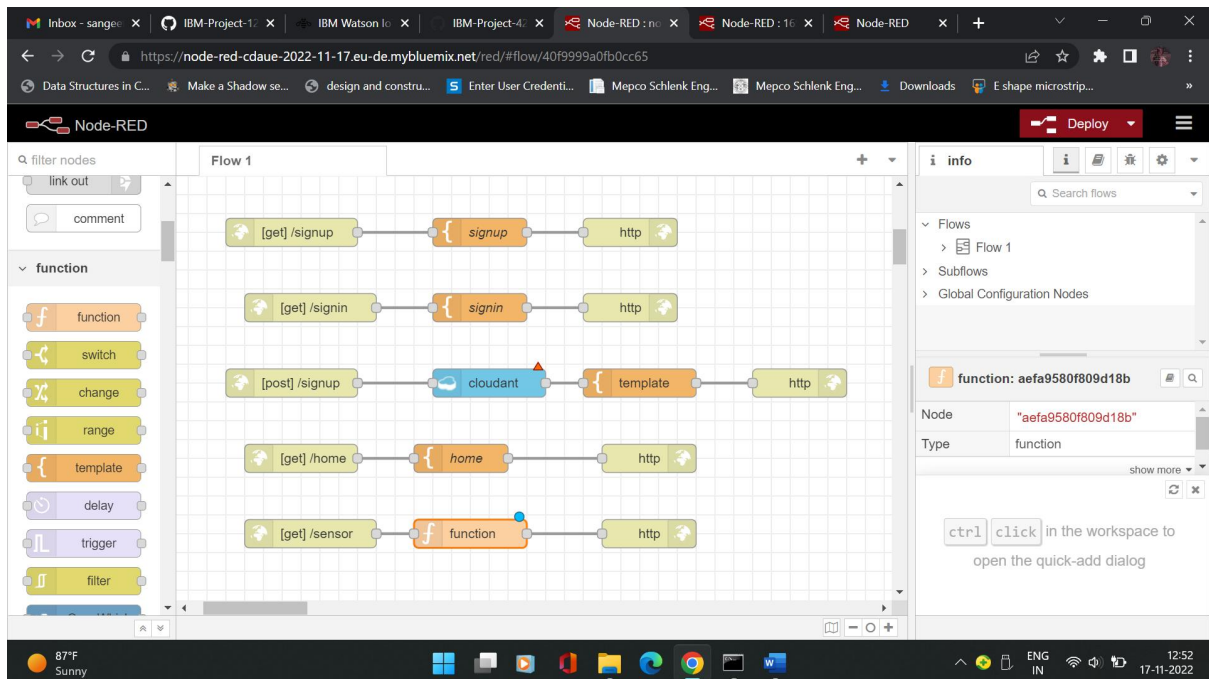 Inbox - sangee
IBM-Project-12
IBM Watson Io
IBM-Project-42
Node-RED : no
Node-RED : 16
Node-RED
https://node-red-cdaue-2022-11-17.eu-de.mybluemix.net/red/#flow/40f9999a0fb0cc65
Data Structures in C...
Make a Shadow se...
design and constru...
Enter User Credenti...
Mepco Schlenk Eng...
Mepco Schlenk Eng...
Downloads
E shape microstrip...
»
Node-RED
Deploy
filter nodes
link out
comment
function
function
switch
change
range
template
delay
trigger
filter
Flow 1
[get] /signup
signup
http
[get] /signin
signin
http
[post] /signup
cloudant
template
http
[get] /home
home
http
[get] /sensor
function
http
i info
Search flows
Flows
Flow 1
Subflows
Global Configuration Nodes
function: aefa9580f809d18b
Node "aefa9580f809d18b"
Type function
show more
ctrl click in the workspace to
open the quick-add dialog
87°F
Sunny
ENG
IN
12:52
17-11-2022